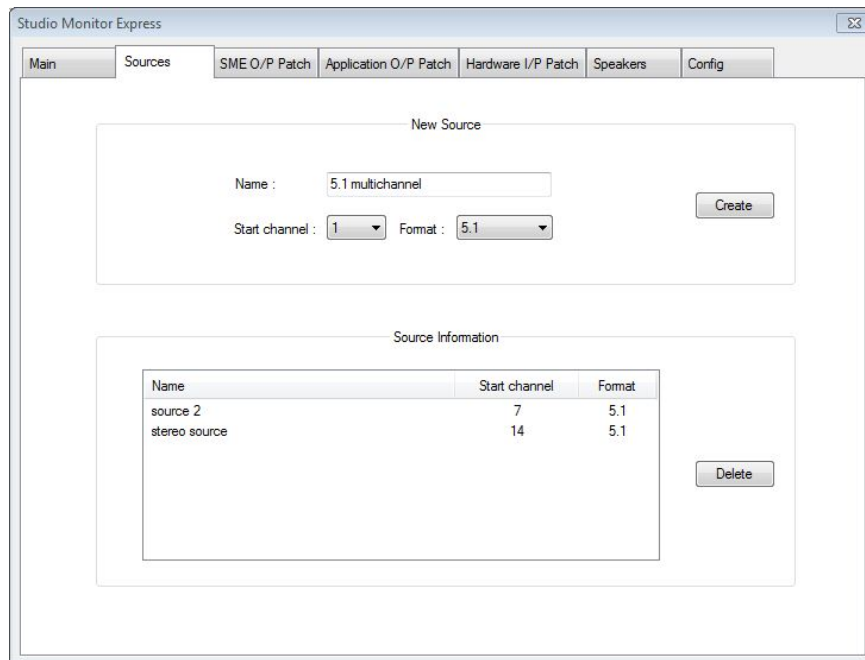 Studio Monitor Express
Main Sources SME O/P Patch Application O/P Patch Hardware I/P Patch Speakers Config
New Source
Name : 5.1 multichannel
Create
Start channel : 1 Format : 5.1
Source Information
Name Start channel Format
source 2 7 5.1
stereo source 14 5.1
Delete